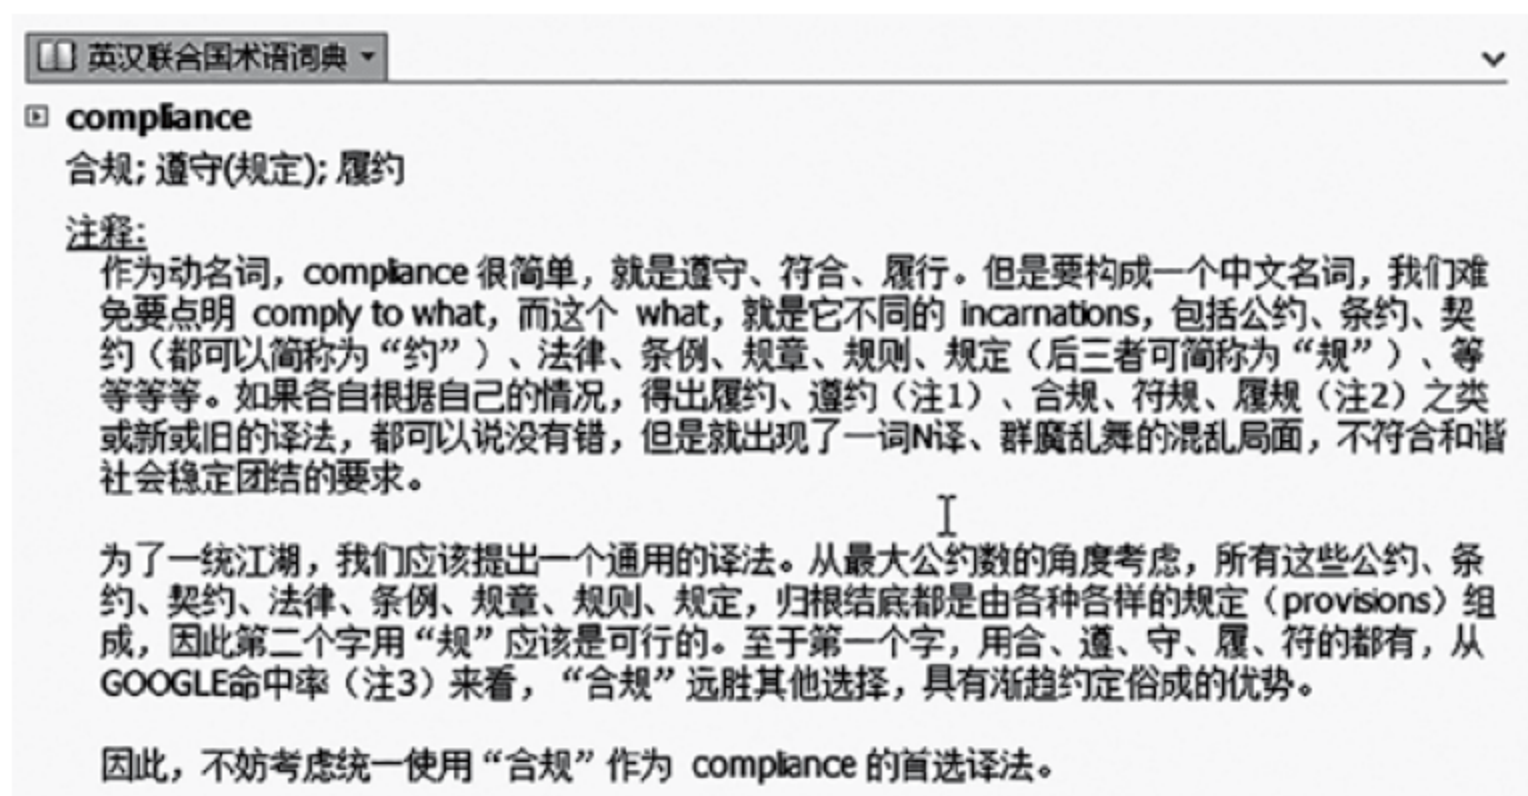 英汉联合国术语词典
compliance
合规; 遵守(规定); 履约
注释:
作为动名词，compliance 很简单，就是遵守、符合、履行。但是要构成一个中文名词，我们难
免要点明 comply to what，而这个 what，就是它不同的 incarnations，包括公约、条约、契
约（都可以简称为“约”）、法律、条例、规章、规则、规定（后三者可简称为“规”）、等
等等等。如果各自根据自己的情况，得出履约、遵约（注1）、合规、符规、履规（注2）之类
或新或旧的译法，都可以说没有错，但是就出现了一词N译、群魔乱舞的混乱局面，不符合和谐
社会稳定团结的要求。
为了一统江湖，我们应该提出一个通用的译法。从最大公约数的角度考虑，所有这些公约、条
约、契约、法律、条例、规章、规则、规定，归根结底都是由各种各样的规定（provisions）组
成，因此第二个字用“规”应该是可行的。至于第一个字，用合、遵、守、履、符的都有，从
GOOGLE命中率（注3）来看，“合规”远胜其他选择，具有渐趋约定俗成的优势。
因此，不妨考虑统一使用“合规”作为 compliance 的首选译法。